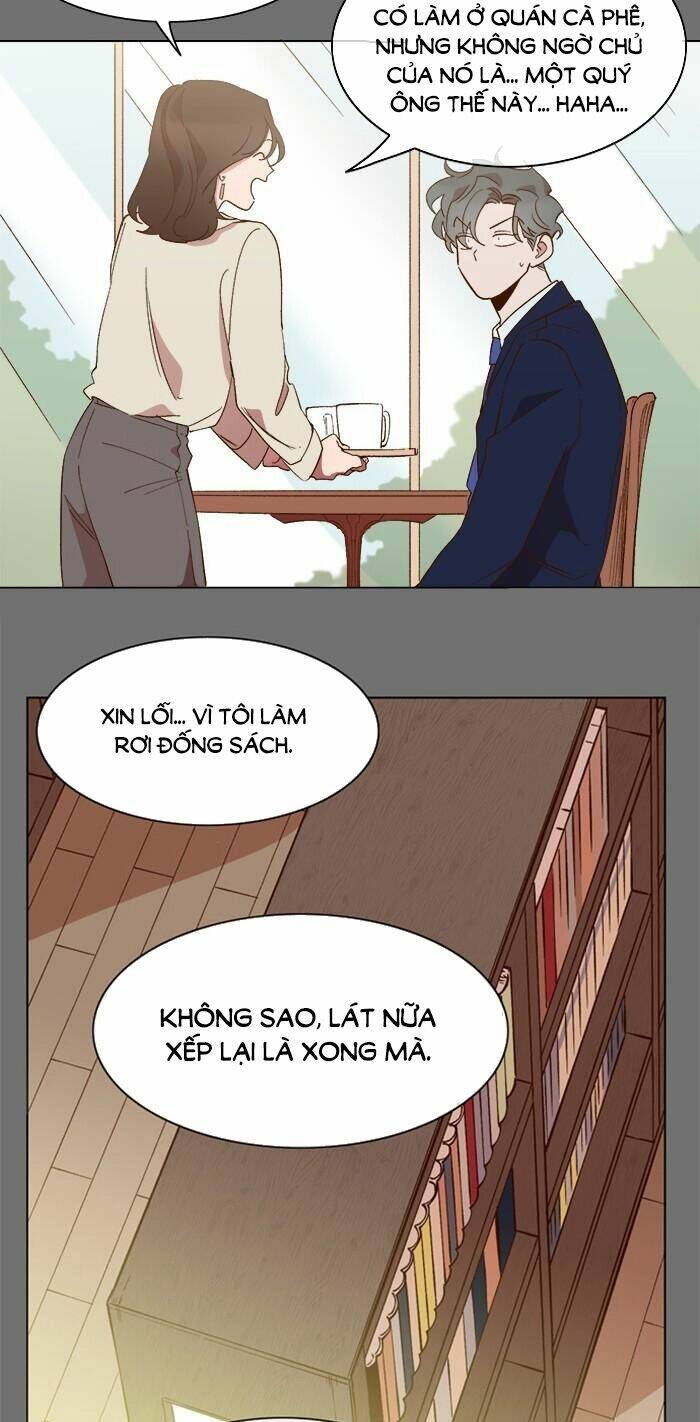 CÓ LÀM Ở QUÁN CÀ PHÊ,
NHƯNG KHÔNG NGỜ CHỦ
CỦA NÓ LÀ... MỘT QUÝ
ÔNG THẾ NÀY... HAHA...
XIN LỖI... VÌ TÔI LÀM
RƠI ĐỐNG SÁCH.
KHÔNG SAO, LÁT NỮA
XẾP LẠI LÀ XONG MÀ.